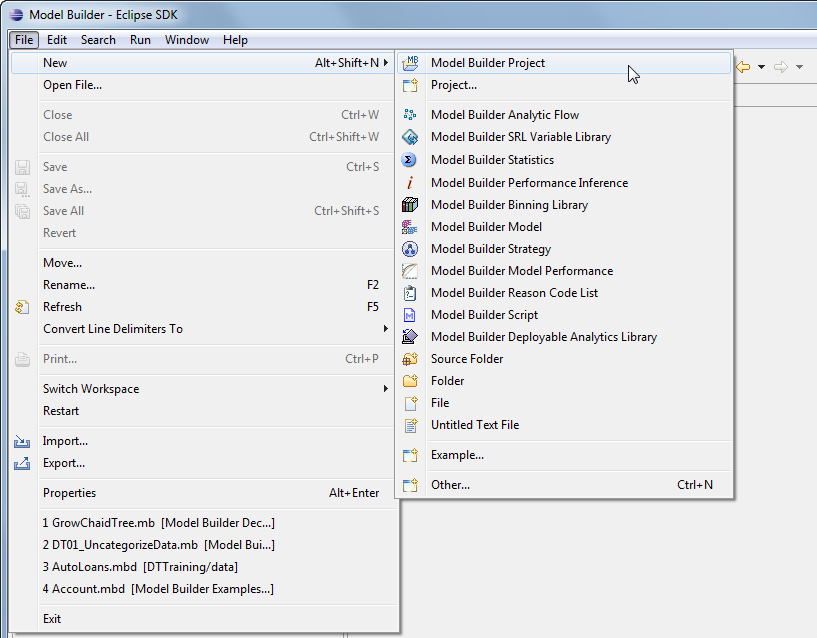 Model Builder - Eclipse SDK
File Edit Search Run Window Help
New Alt+Shift+N
Open File...
Close Ctrl+W
Close All Ctrl+Shift+W
Save Ctrl+S
Save As...
Save All Ctrl+Shift+S
Revert
Move...
Rename... F2
Refresh F5
Convert Line Delimiters To
Print... Ctrl+P
Switch Workspace
Restart
Import...
Export...
Properties Alt+Enter
1 GrowChaidTree.mb [Model Builder Dec...]
2 DT01_UncategorizeData.mb [Model Bui...]
3 AutoLoans.mbd [DTTraining/data]
4 Account.mbd [Model Builder Examples...]
Exit
MB Model Builder Project
Project...
Model Builder Analytic Flow
Model Builder SRL Variable Library
Σ Model Builder Statistics
i Model Builder Performance Inference
Model Builder Binning Library
Model Builder Model
Model Builder Strategy
Model Builder Model Performance
Model Builder Reason Code List
M Model Builder Script
Model Builder Deployable Analytics Library
Source Folder
Folder
File
Untitled Text File
Example...
Other... Ctrl+N